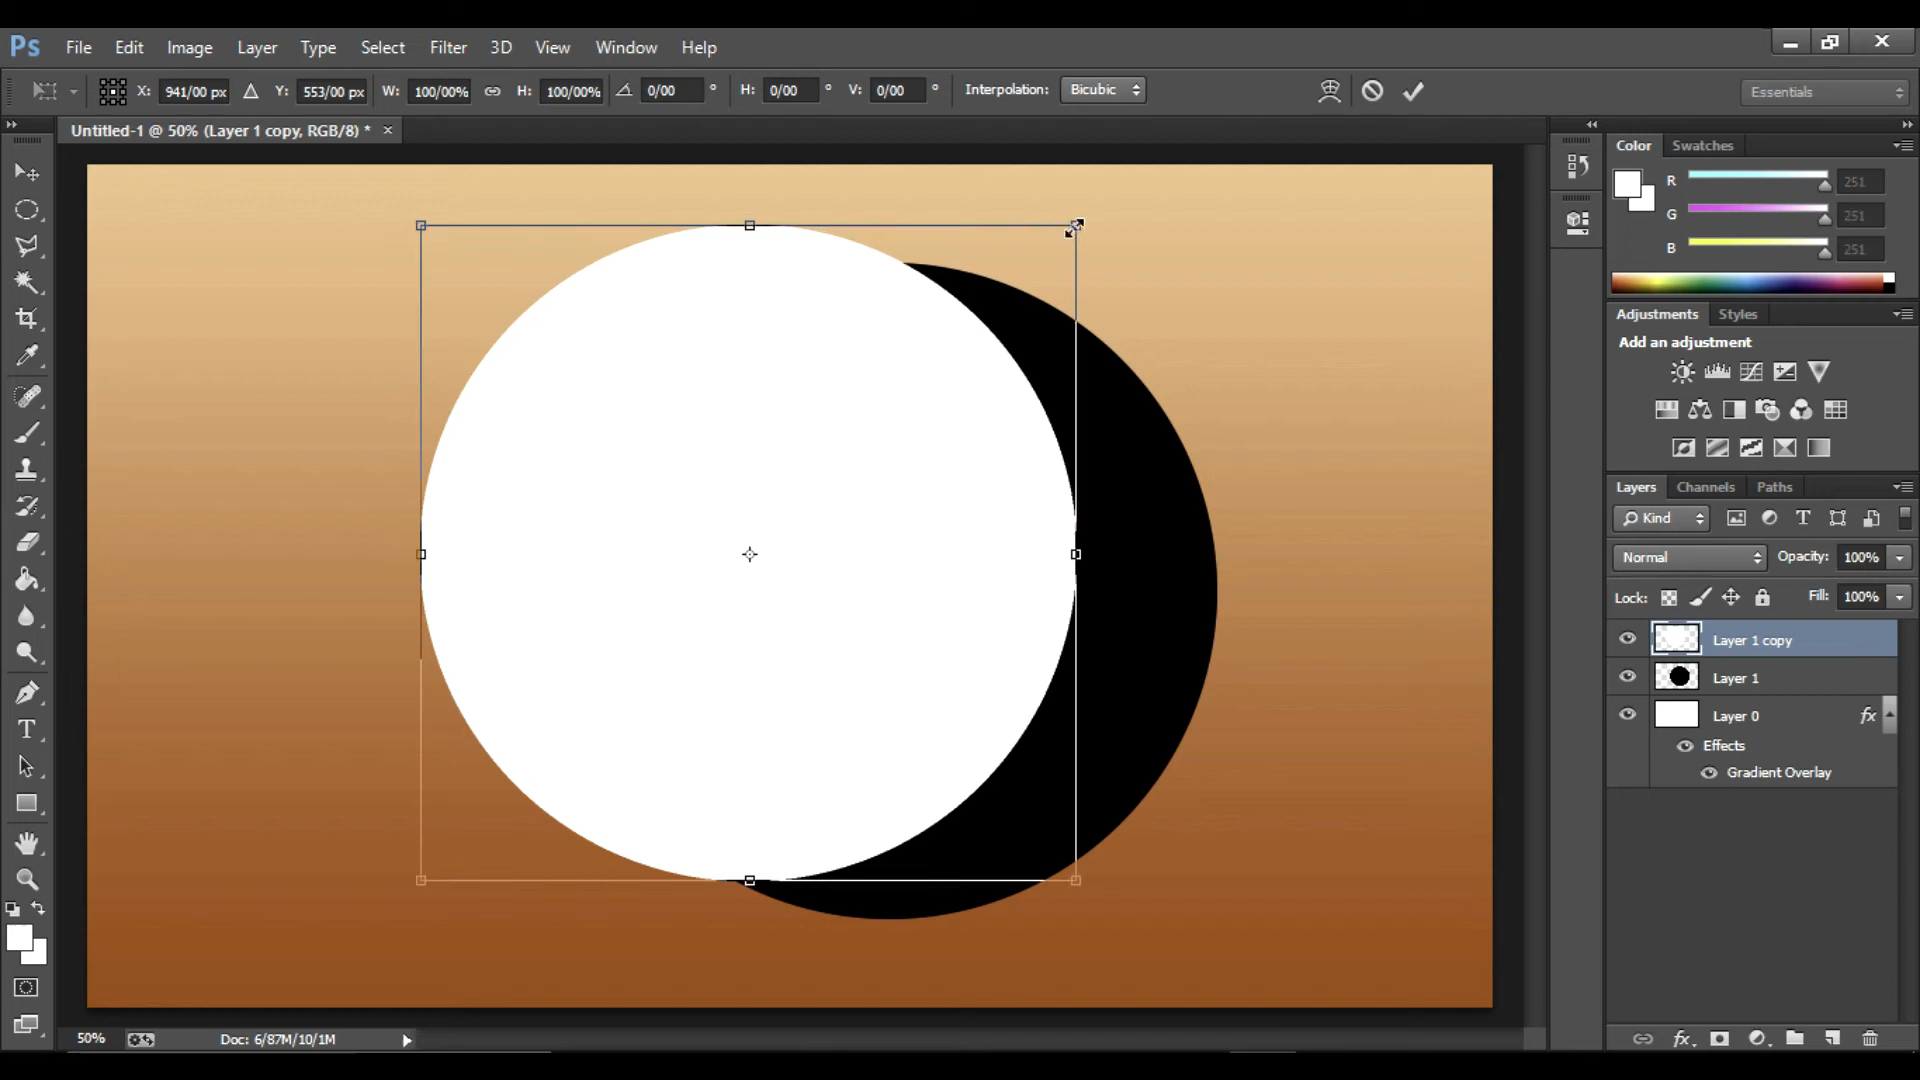 Ps File Edit Image Layer Type Select Filter 3D View Window Help
X: 941/00 px Y: 553/00 px W: 100/00% H: 100/00% 0/00 ° H: 0/00 ° V: 0/00 ° Interpolation: Bicubic Essentials
Untitled-1 @ 50% (Layer 1 copy, RGB/8) *
Color Swatches
R 251
G 251
B 251
Adjustments Styles
Add an adjustment
Layers Channels Paths
Kind
Normal Opacity: 100%
Lock: Fill: 100%
Layer 1 copy
Layer 1
Layer 0 fx
Effects
Gradient Overlay
50% Doc: 6/87M/10/1M
fx